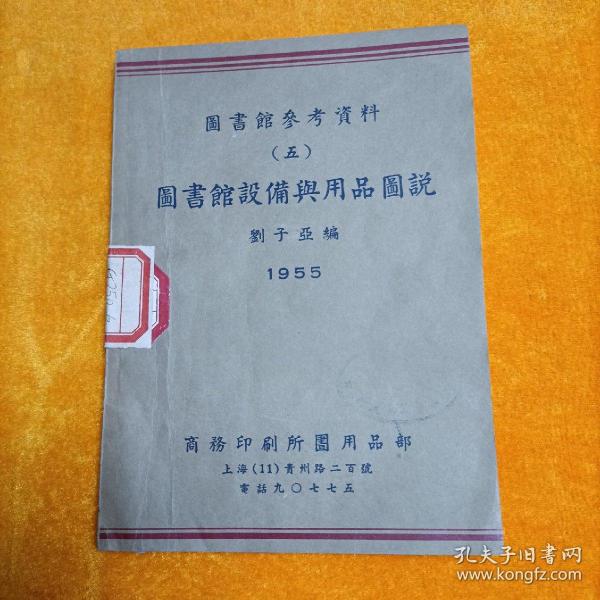 圖書館參考資料
(五)
圖書館設備與用品圖説
劉子亞編
1955
商務印刷所圕用品部
上海(11)青州路二百號
電話九〇七七五
孔夫子旧书网
www.kongfz.com